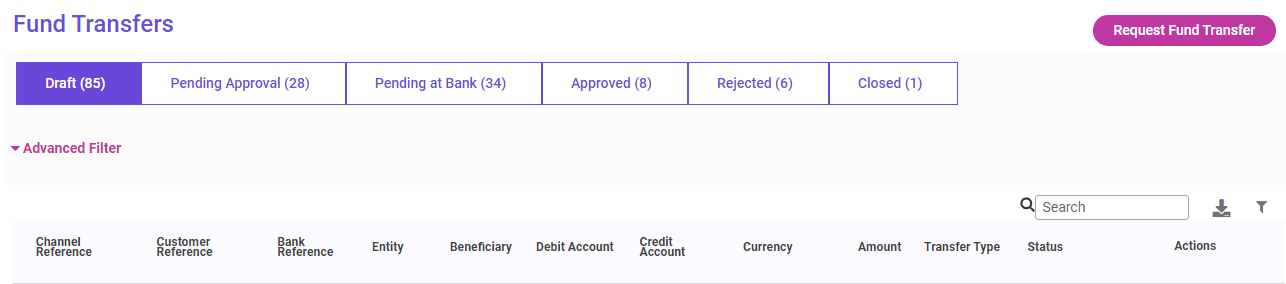 Fund Transfers
Request Fund Transfer
Draft (85)
Pending Approval (28)
Pending at Bank (34)
Approved (8)
Rejected (6)
Closed (1)
Advanced Filter
Search
Channel
Reference
Customer
Reference
Bank
Reference
Entity
Beneficiary
Debit Account
Credit
Account
Currency
Amount
Transfer Type
Status
Actions